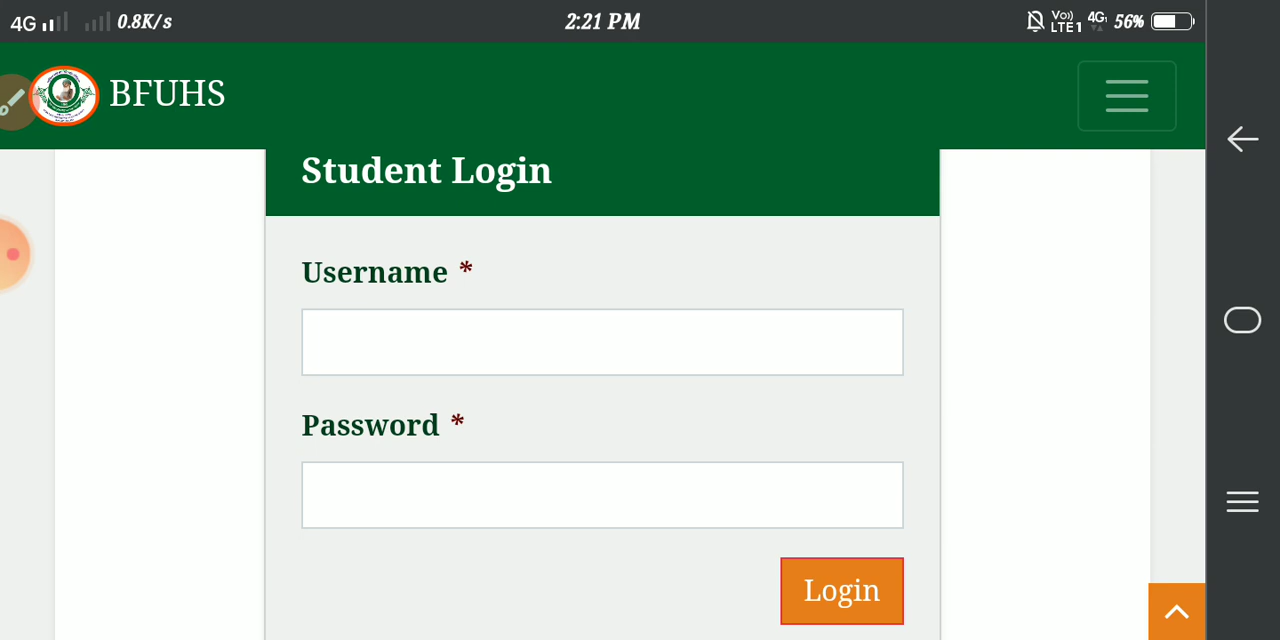 4G 0.8K/s 2:21 PM Vo) LTE1 4G 56%
BFUHS
Student Login
Username *
Password *
Login